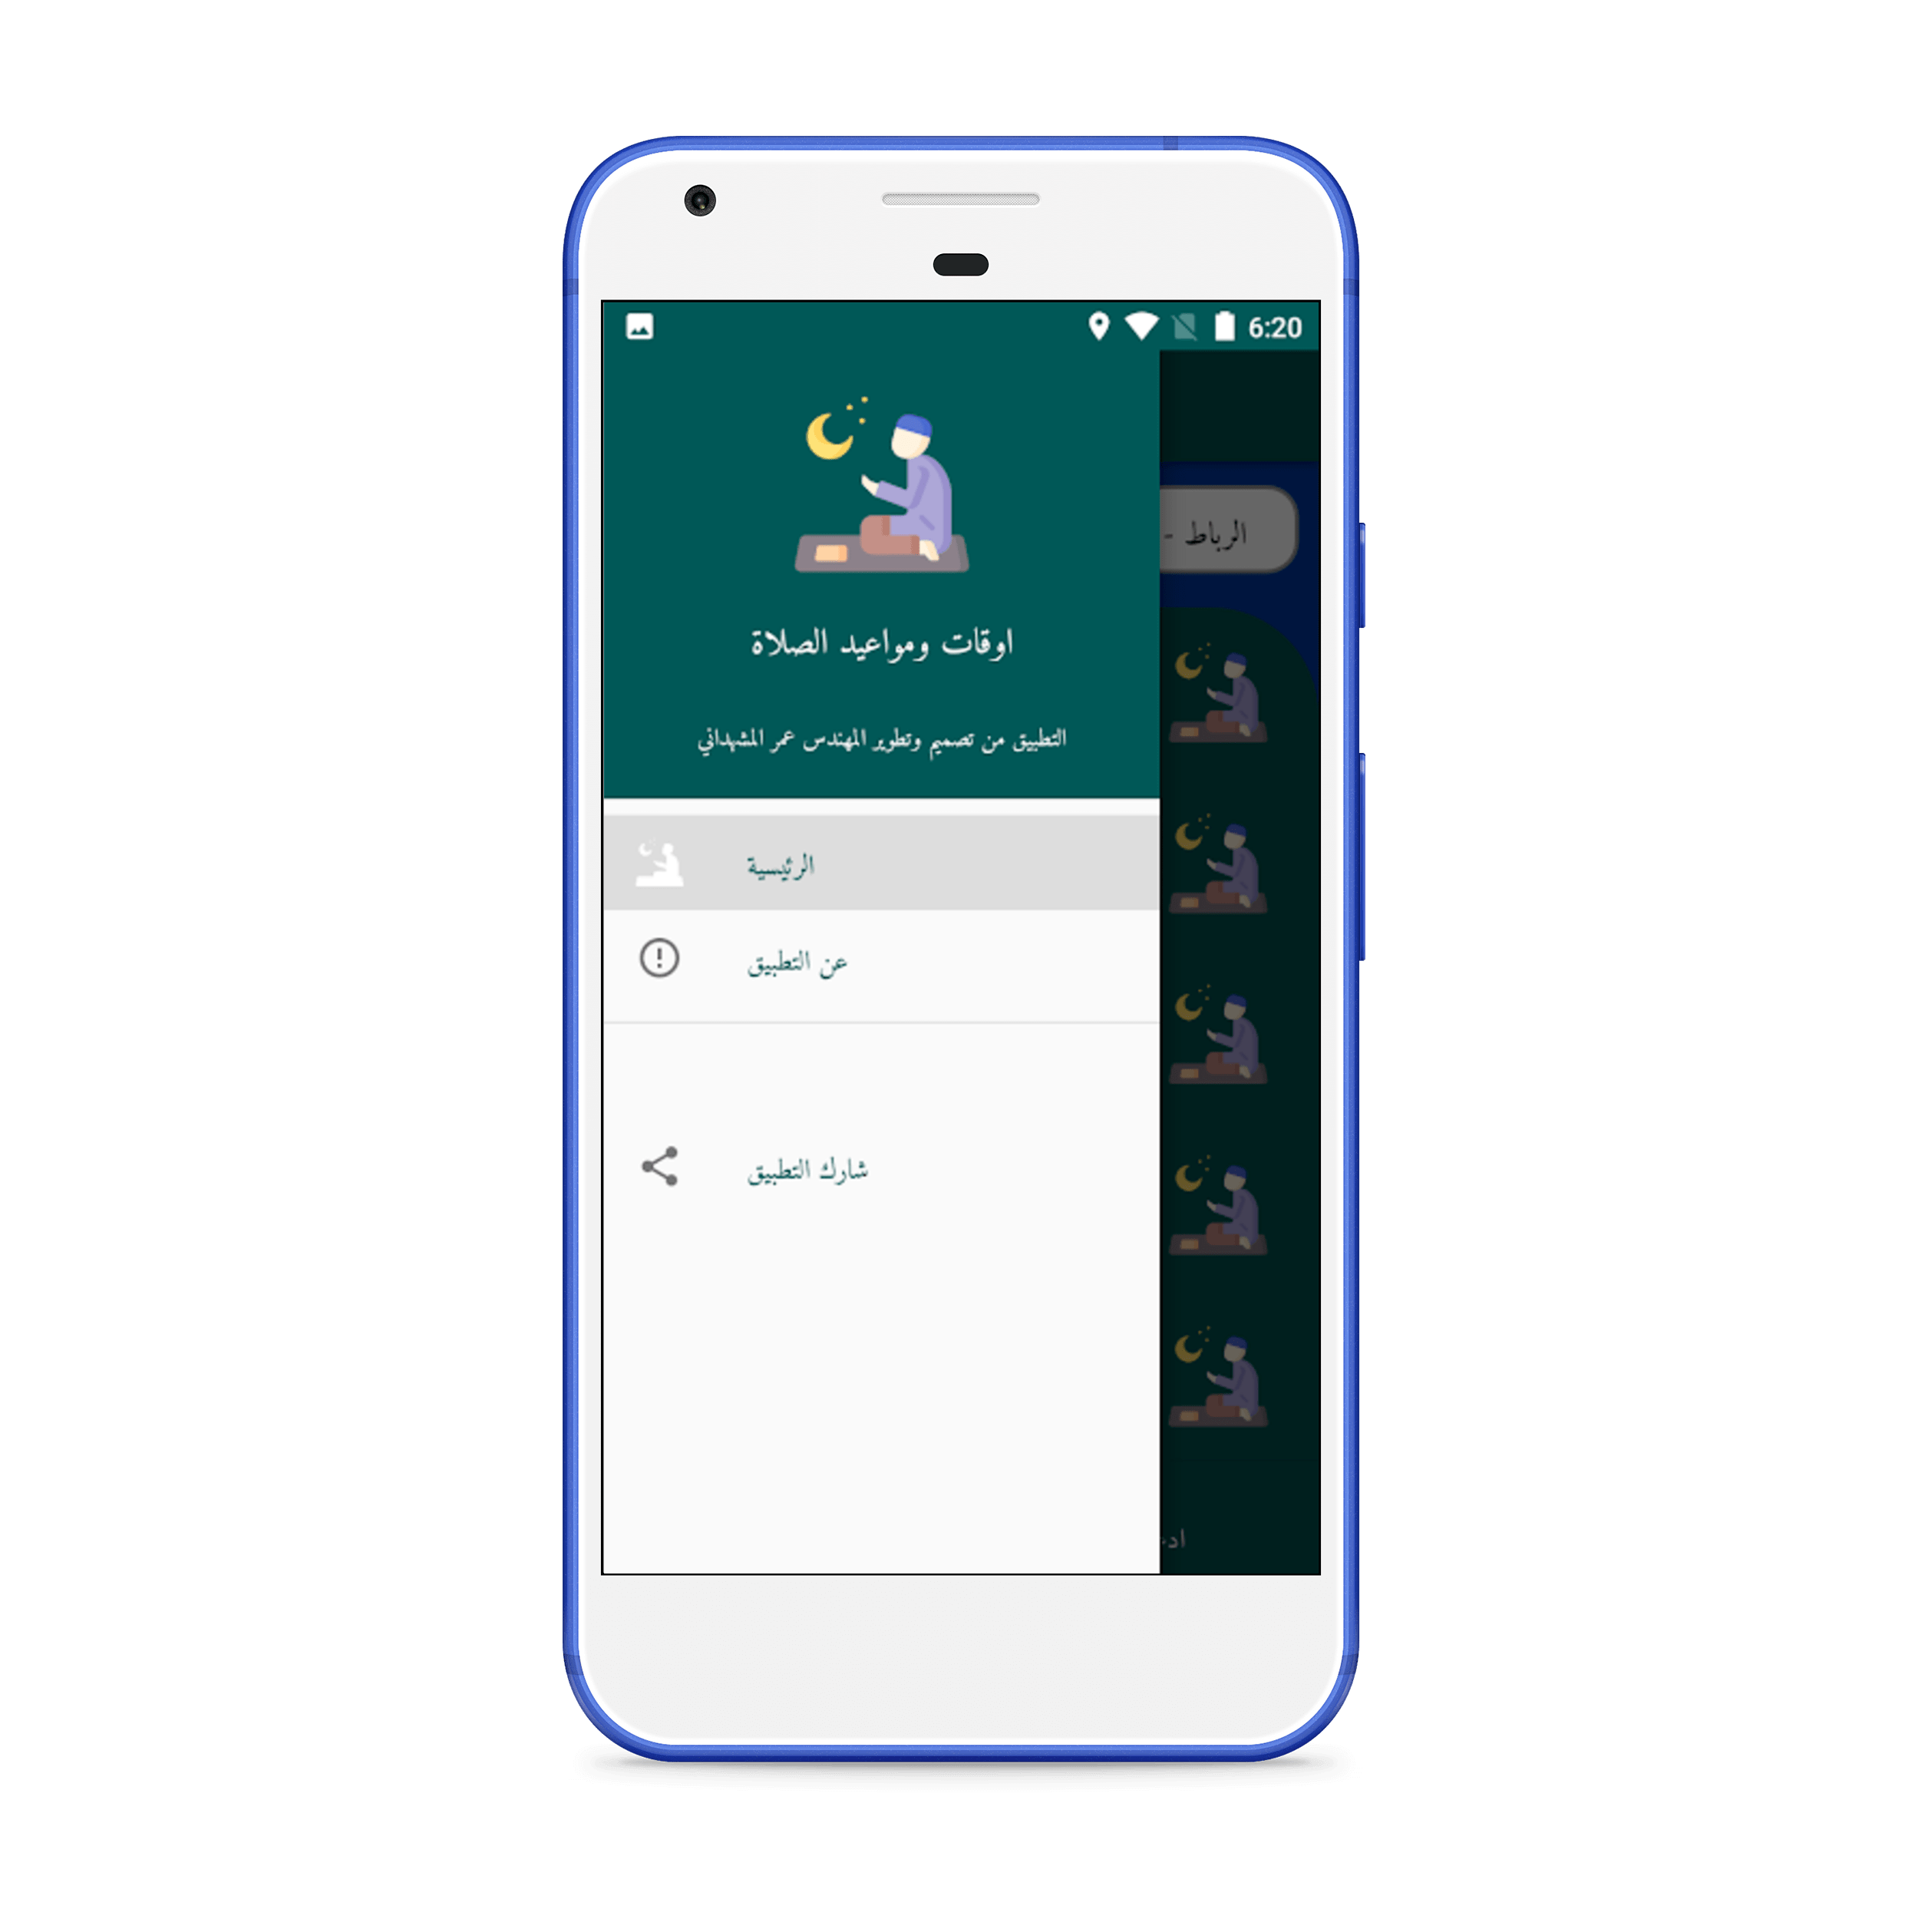 6:20
الرباط -
اوقات ومواعيد الصلاة
التطبيق من تصميم وتطوير المهندس عمر المشهداني
الرئيسية
عن التطبيق
شارك التطبيق